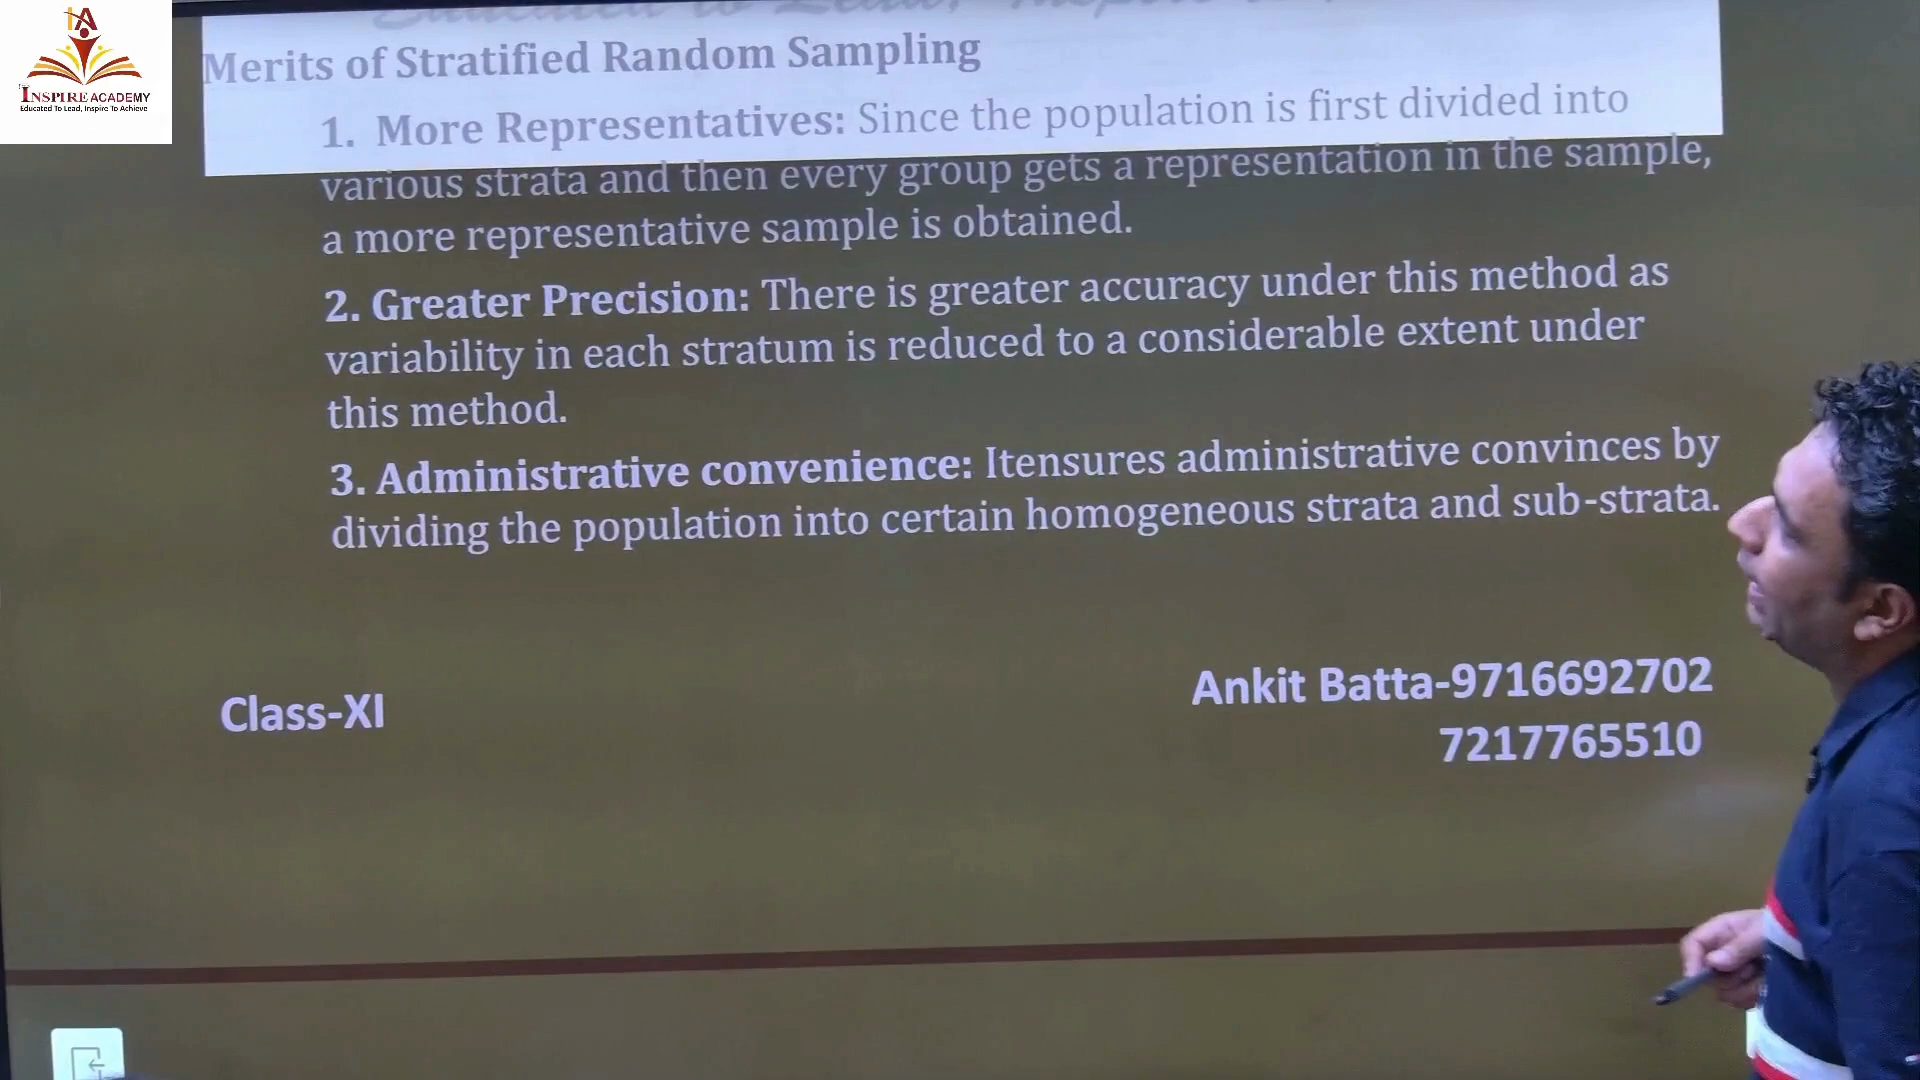 IA
INSPIRE ACADEMY
Educated To Lead, Inspire To Achieve
Merits of Stratified Random Sampling
1. More Representatives: Since the population is first divided into
various strata and then every group gets a representation in the sample,
a more representative sample is obtained.
2. Greater Precision: There is greater accuracy under this method as
variability in each stratum is reduced to a considerable extent under
this method.
3. Administrative convenience: Itensures administrative convinces by
dividing the population into certain homogeneous strata and sub-strata.
Class-XI
Ankit Batta-9716692702
7217765510